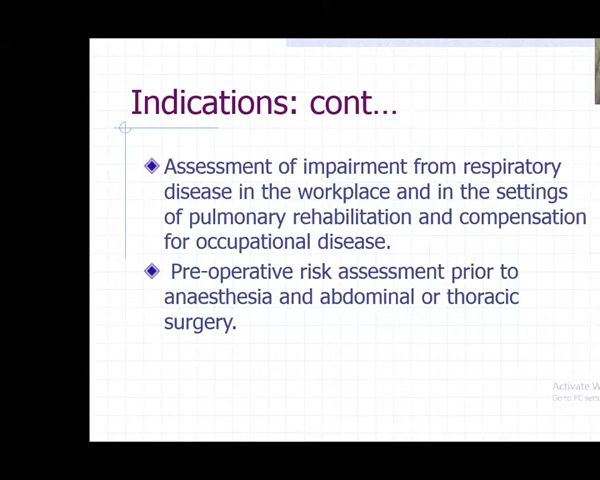 Indications: cont...
Assessment of impairment from respiratory
disease in the workplace and in the settings
of pulmonary rehabilitation and compensation
for occupational disease.
Pre-operative risk assessment prior to
anaesthesia and abdominal or thoracic
surgery.
Activate W
Go to PC setti